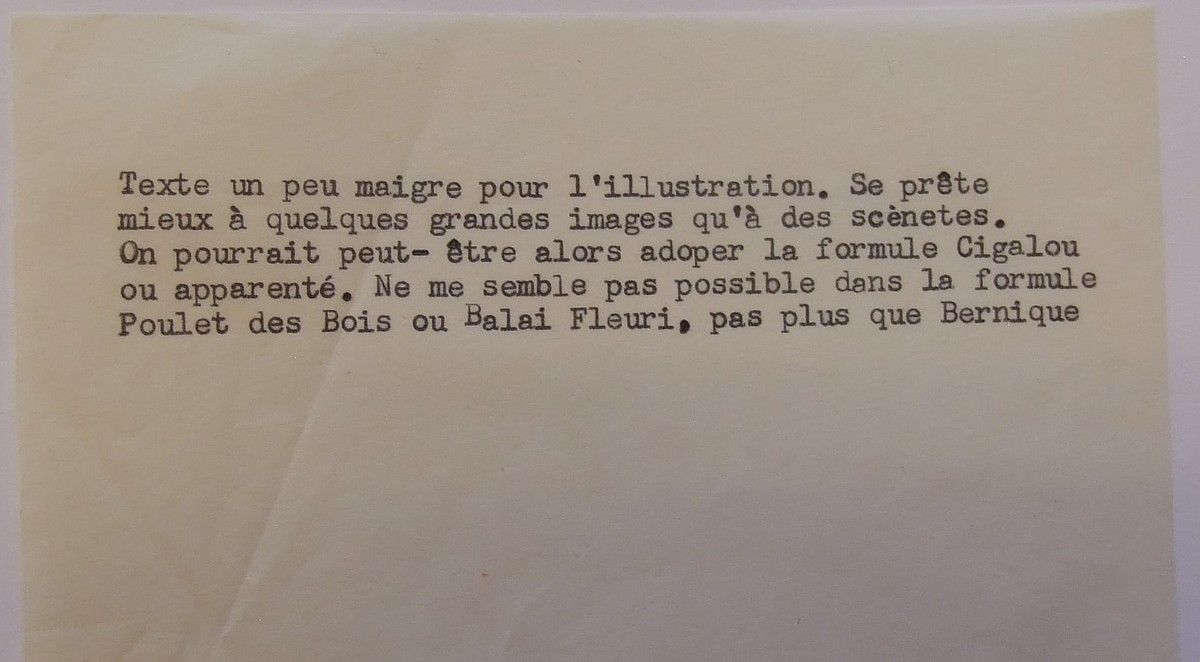 Texte un peu maigre pour l'illustration. Se prête
mieux à quelques grandes images qu'à des scènetes.
On pourrait peut- être alors adoper la formule Cigalou
ou apparenté. Ne me semble pas possible dans la formule
Poulet des Bois ou Balai Fleuri, pas plus que Bernique